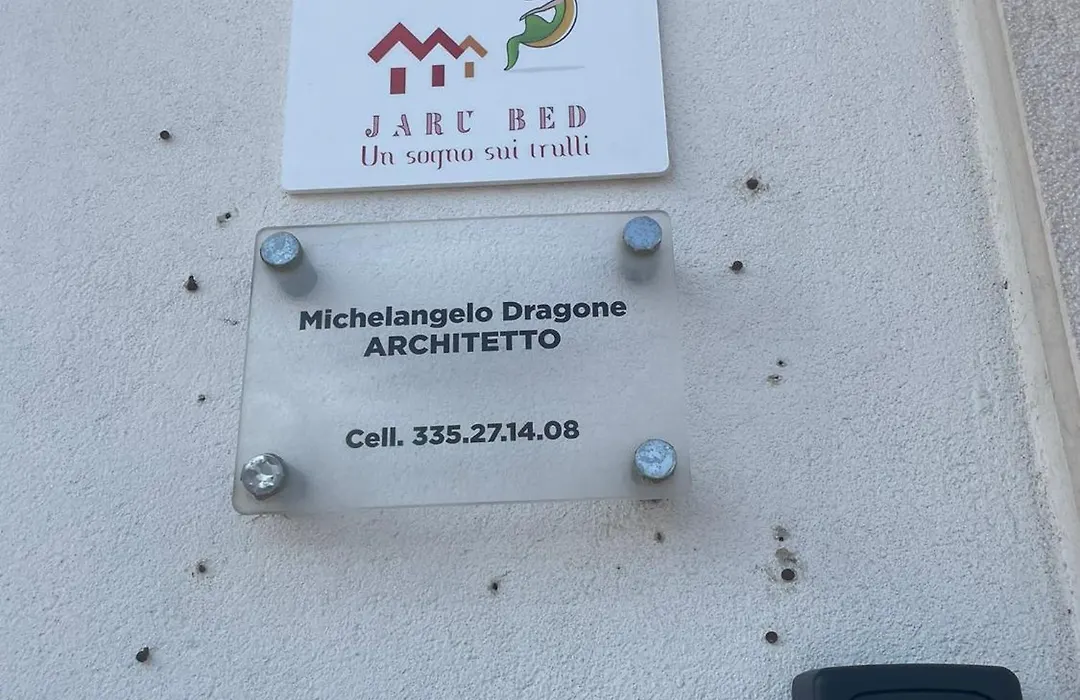 JARU BED
Un sogno sui trulli
Michelangelo Dragone
ARCHITETTO
Cell. 335.27.14.08